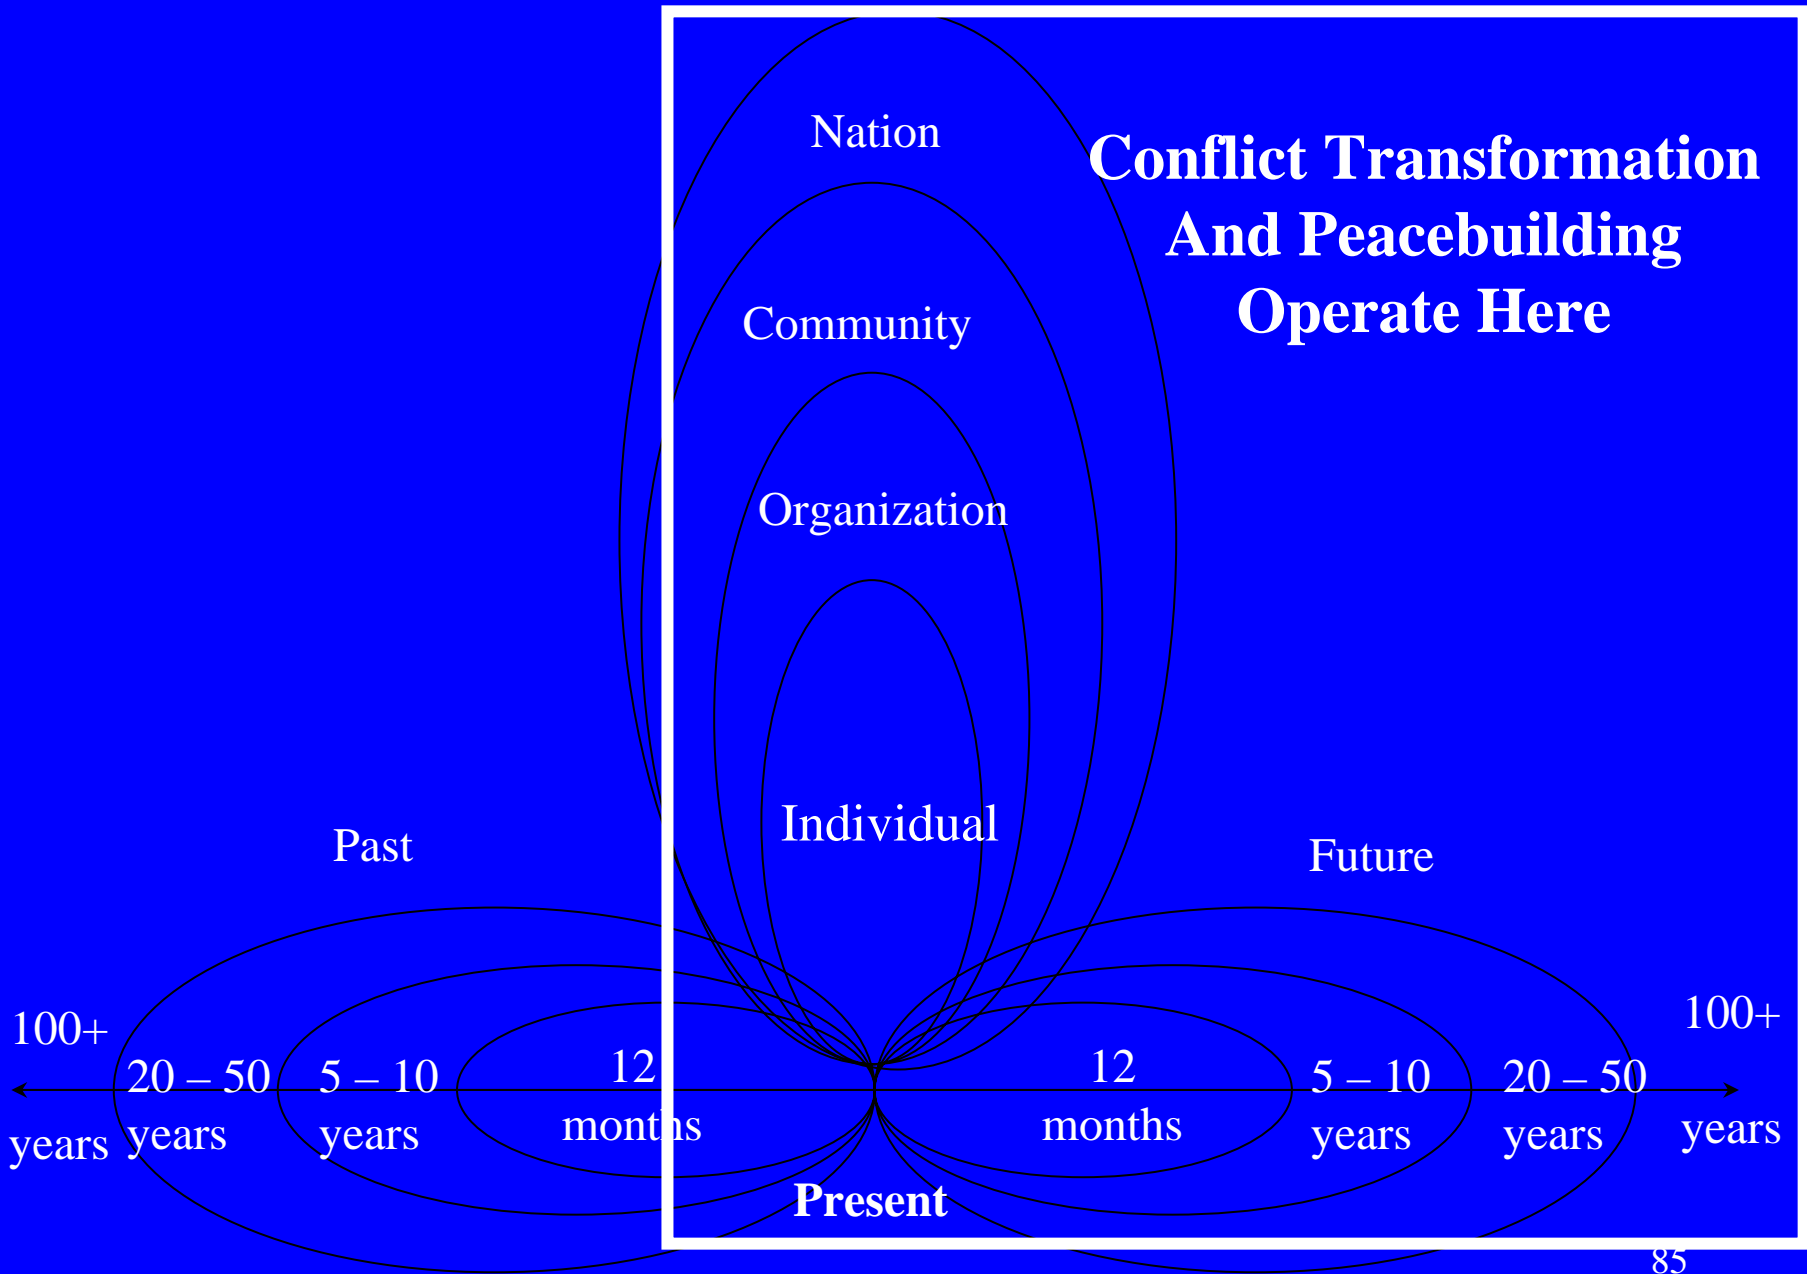 Nation
Conflict Transformation
And Peacebuilding
Operate Here
Community
Organization
Individual
Past
Future
100+
years
20 – 50
years
5 – 10
years
12
months
12
months
5 – 10
years
20 – 50
years
100+
years
Present
85